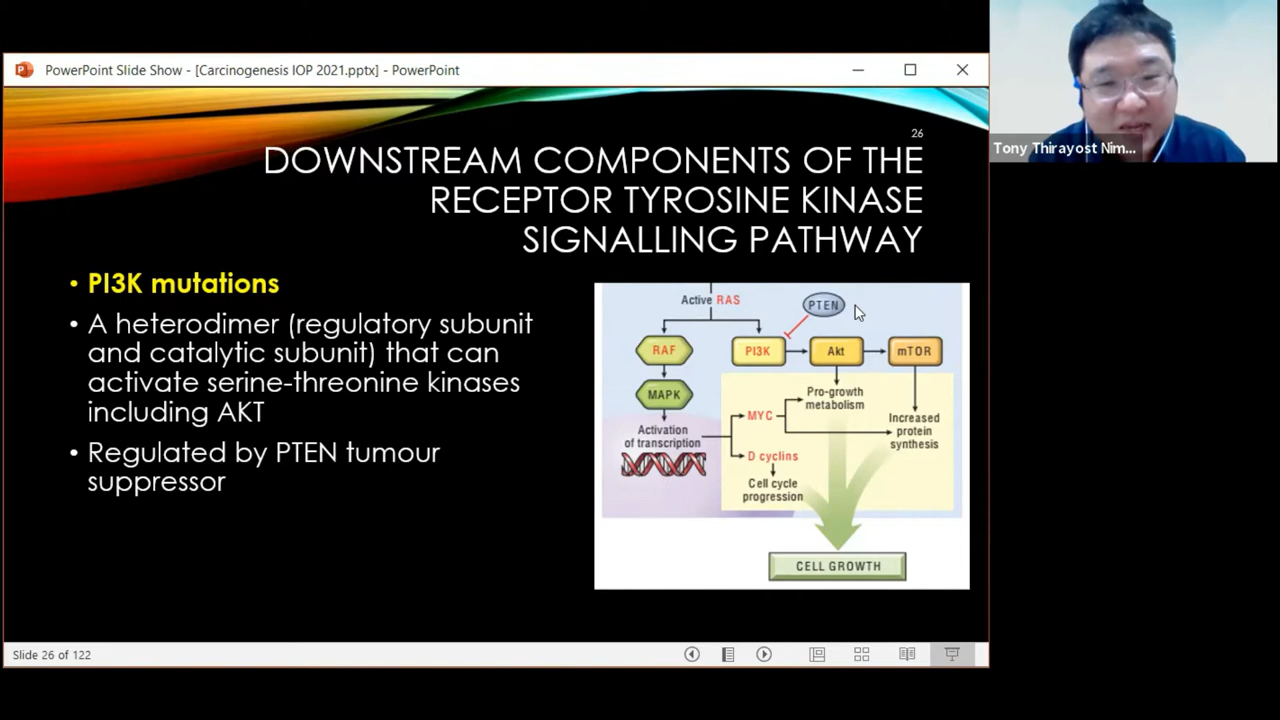 PowerPoint Slide Show - [Carcinogenesis IOP 2021.pptx] - PowerPoint
Tony Thirayost Nim...
26
DOWNSTREAM COMPONENTS OF THE
RECEPTOR TYROSINE KINASE
SIGNALLING PATHWAY
• PI3K mutations
• A heterodimer (regulatory subunit
and catalytic subunit) that can
activate serine-threonine kinases
including AKT
• Regulated by PTEN tumour
suppressor
Active RAS
PTEN
RAF
PI3K
Akt
mTOR
MAPK
Activation
of transcription
MYC
D cyclins
Cell cycle
progression
Pro-growth
metabolism
Increased
protein
synthesis
CELL GROWTH
Slide 26 of 122